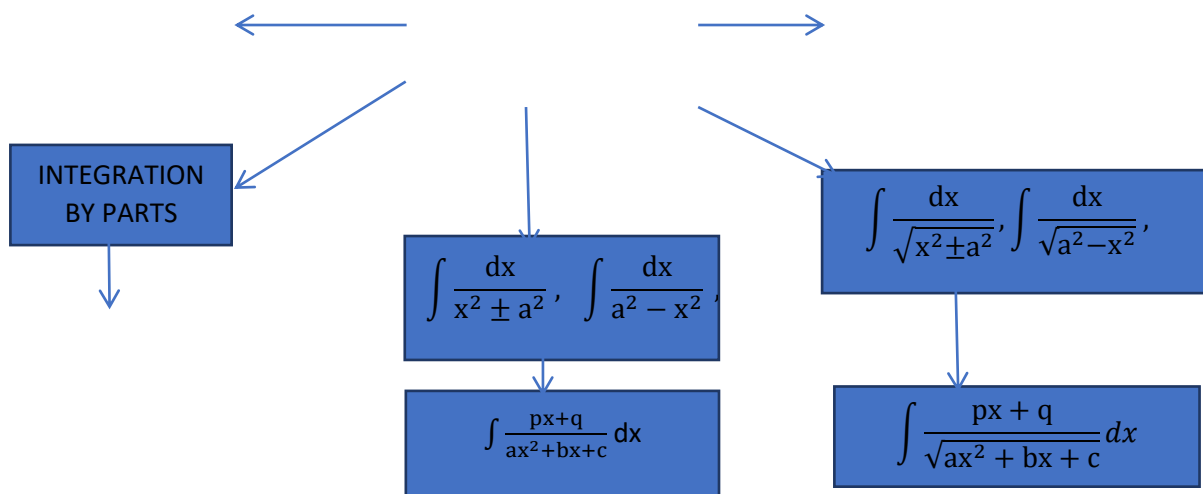 INTEGRATION
BY PARTS
∫ dx/(x² ± a²) , ∫ dx/(a² − x²) ,
∫ (px+q)/(ax²+bx+c) dx
∫ dx/√(x²±a²) , ∫ dx/√(a²−x²) ,
∫ (px + q)/√(ax² + bx + c) dx